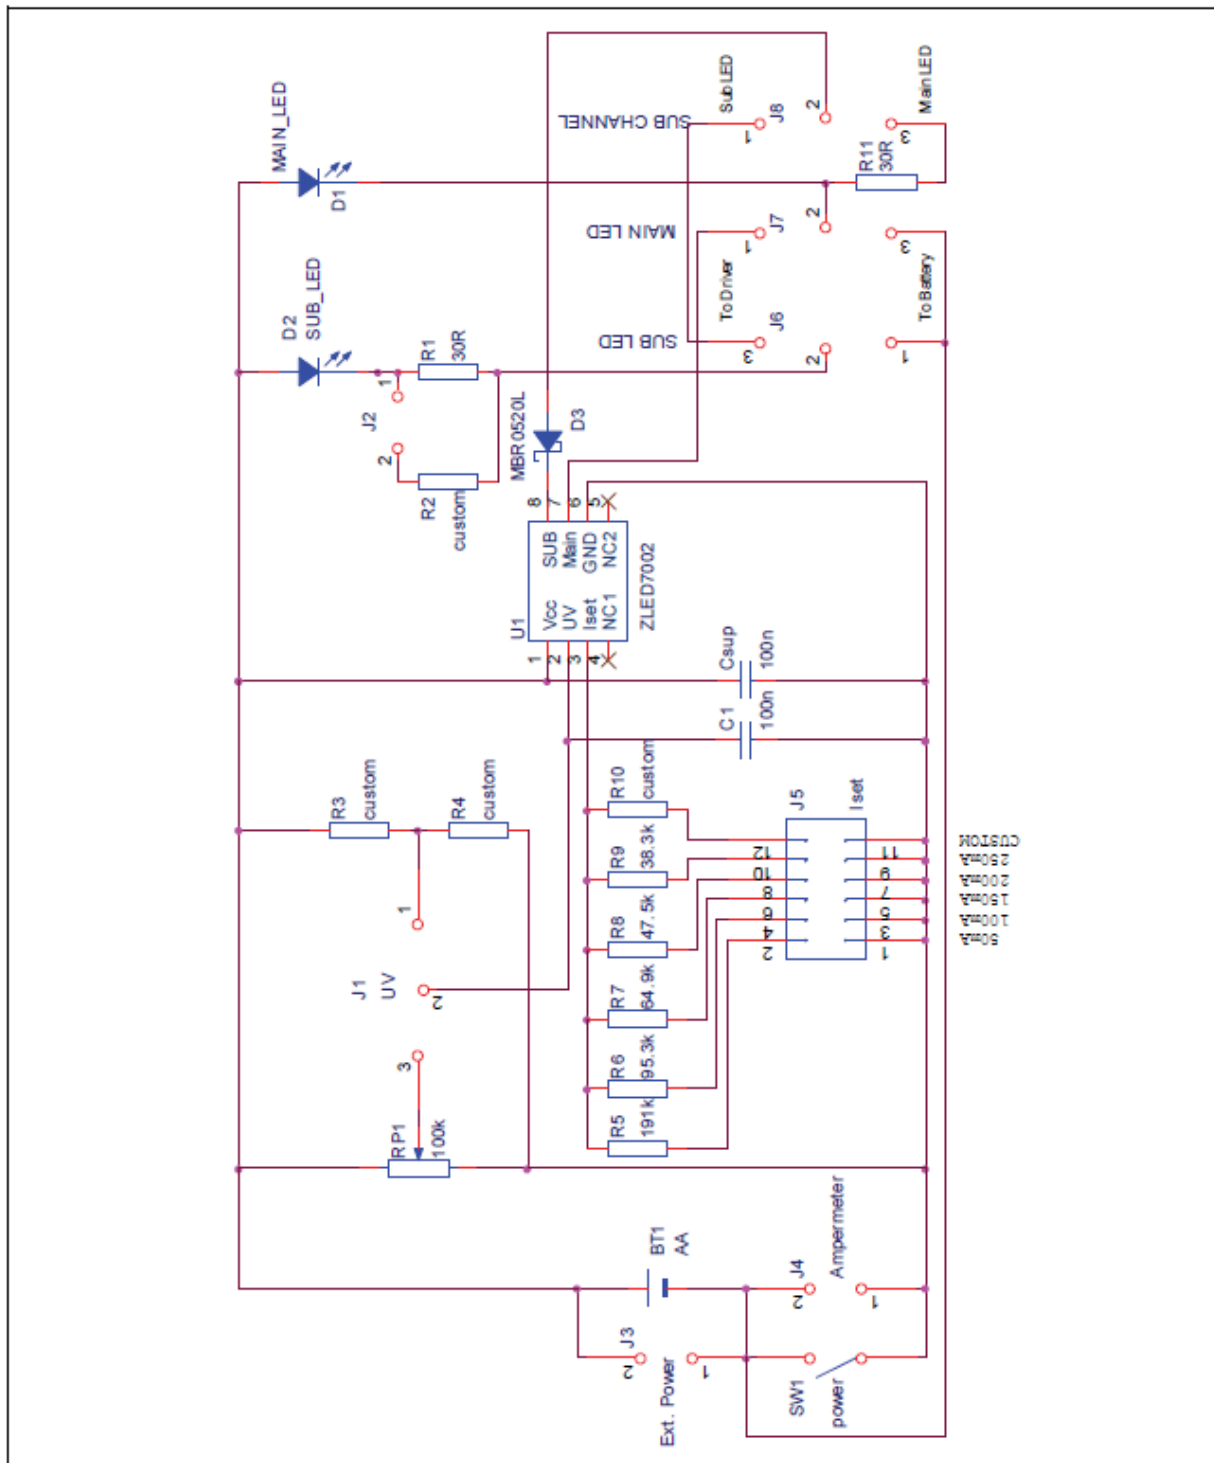 MAIN_LED
D1
D2
SUB_LED
J2
1
2
R1
30R
R2
custom
MBR0520L
D3
SUB CHANNEL
Sub LED
1
J8
2
3
Main LED
R11
30R
MAIN LED
1
J7
2
3
To Driver
To Battery
SUB LED
3
J6
2
1
U1
1
2
3
4
Vcc
UV
Iset
NC1
SUB
Main
GND
NC2
8
7
6
5
ZLED7002
Csup
100n
C1
100n
R3
custom
R4
custom
J1
UV
1
2
3
RP1
100k
R10
custom
R9
38.3k
R8
47.5k
R7
64.9k
R6
95.3k
R5
191k
J5
Iset
12
10
8
6
4
2
11
9
7
5
3
1
CUSTOM
250mA
200mA
150mA
100mA
50mA
BT1
AA
J3
2
1
Ext. Power
J4
2
1
Ampermeter
SW1
power